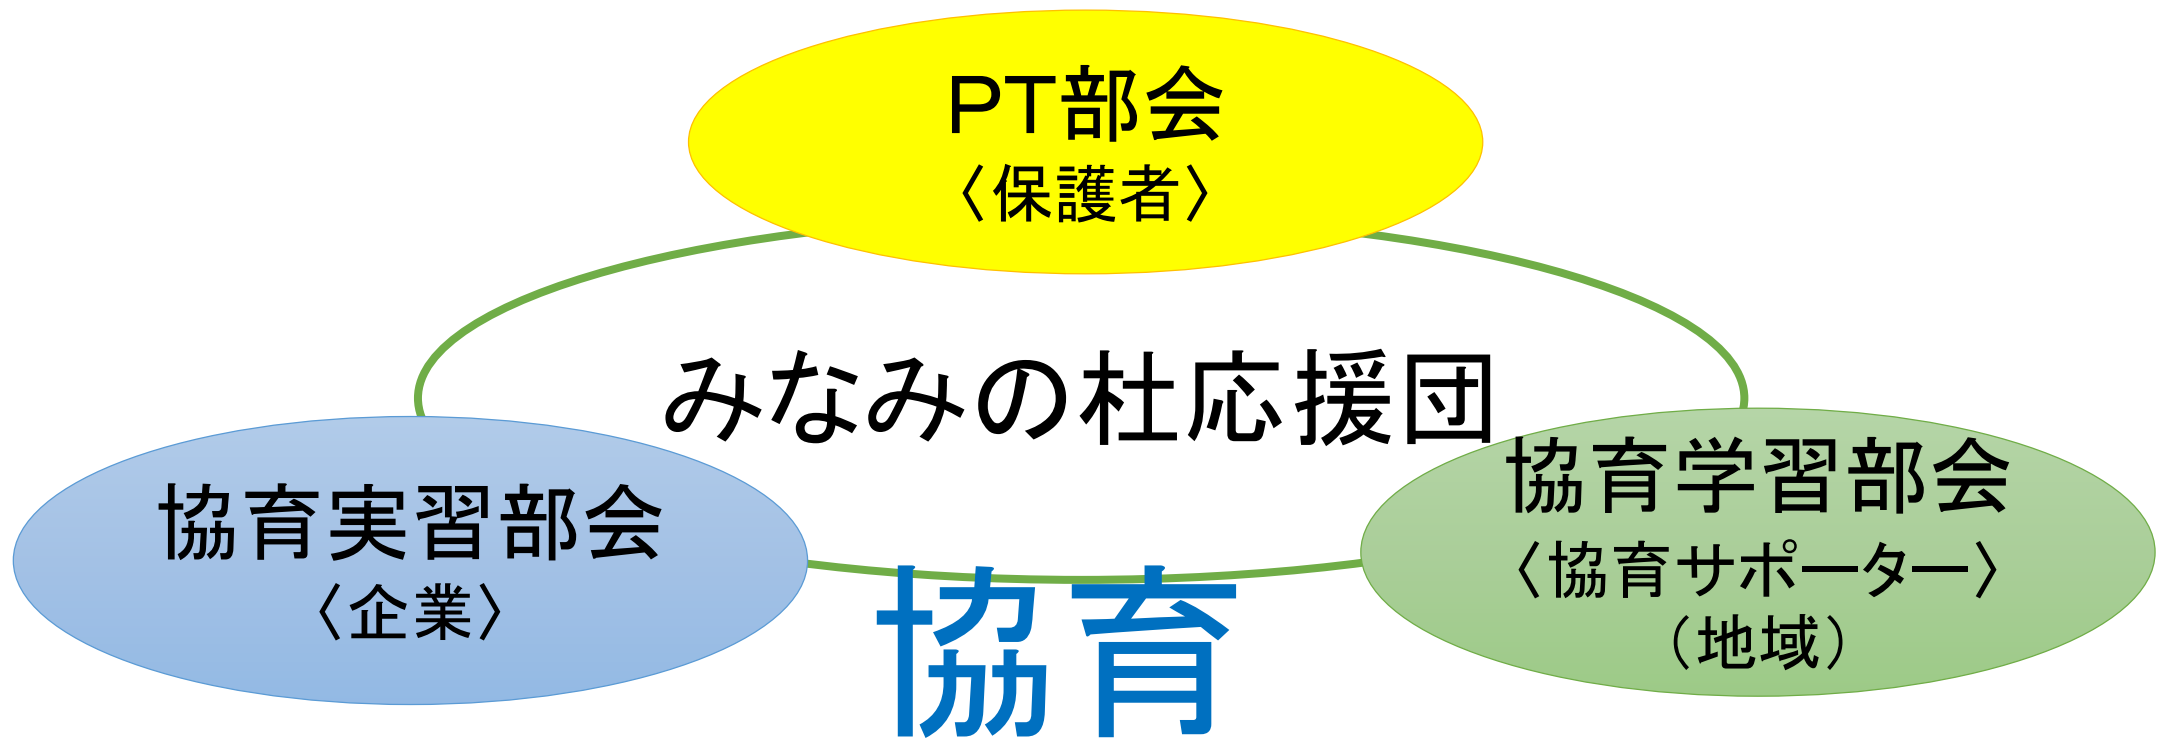 PT部会
〈保護者〉
みなみの杜応援団
協育実習部会
〈企業〉
協育学習部会
〈協育サポーター〉
（地域）
協育